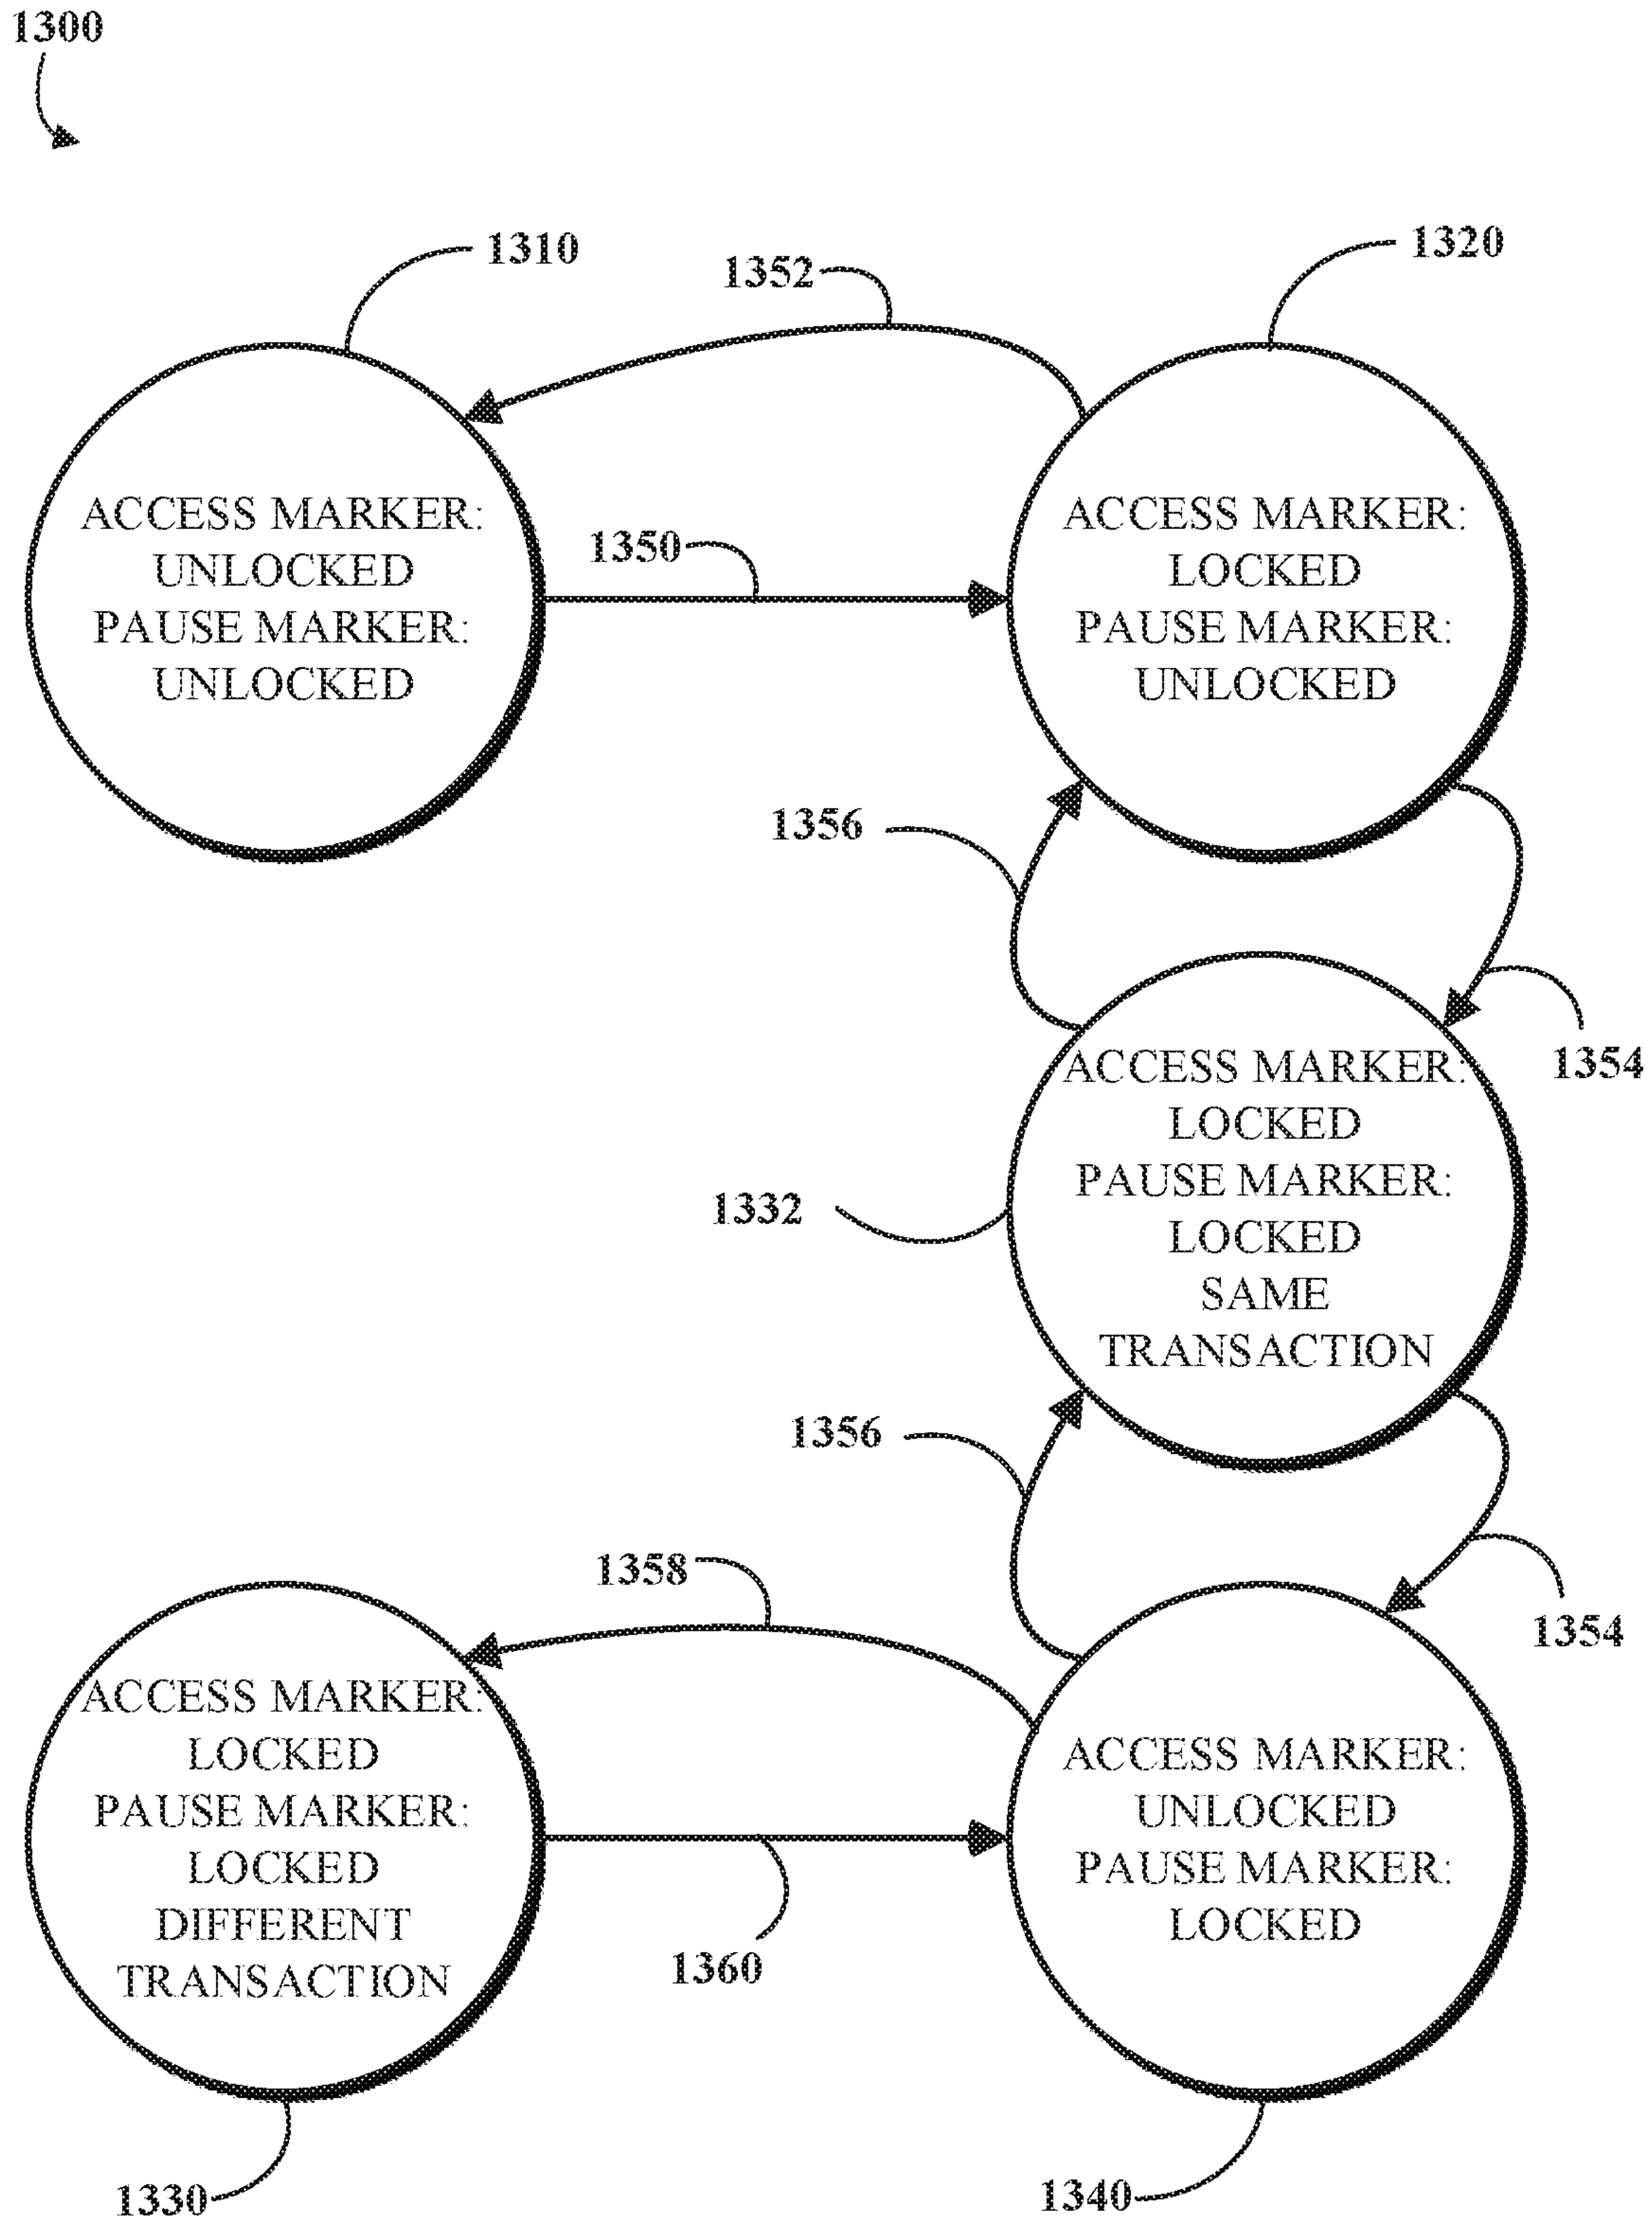 1300
1310
1352
1320
ACCESS MARKER:
UNLOCKED
PAUSE MARKER:
UNLOCKED
1350
ACCESS MARKER:
LOCKED
PAUSE MARKER:
UNLOCKED
1356
1354
ACCESS MARKER:
LOCKED
PAUSE MARKER:
LOCKED
SAME
TRANSACTION
1332
1356
1354
1358
ACCESS MARKER:
LOCKED
PAUSE MARKER:
LOCKED
DIFFERENT
TRANSACTION
1360
ACCESS MARKER:
UNLOCKED
PAUSE MARKER:
LOCKED
1330
1340